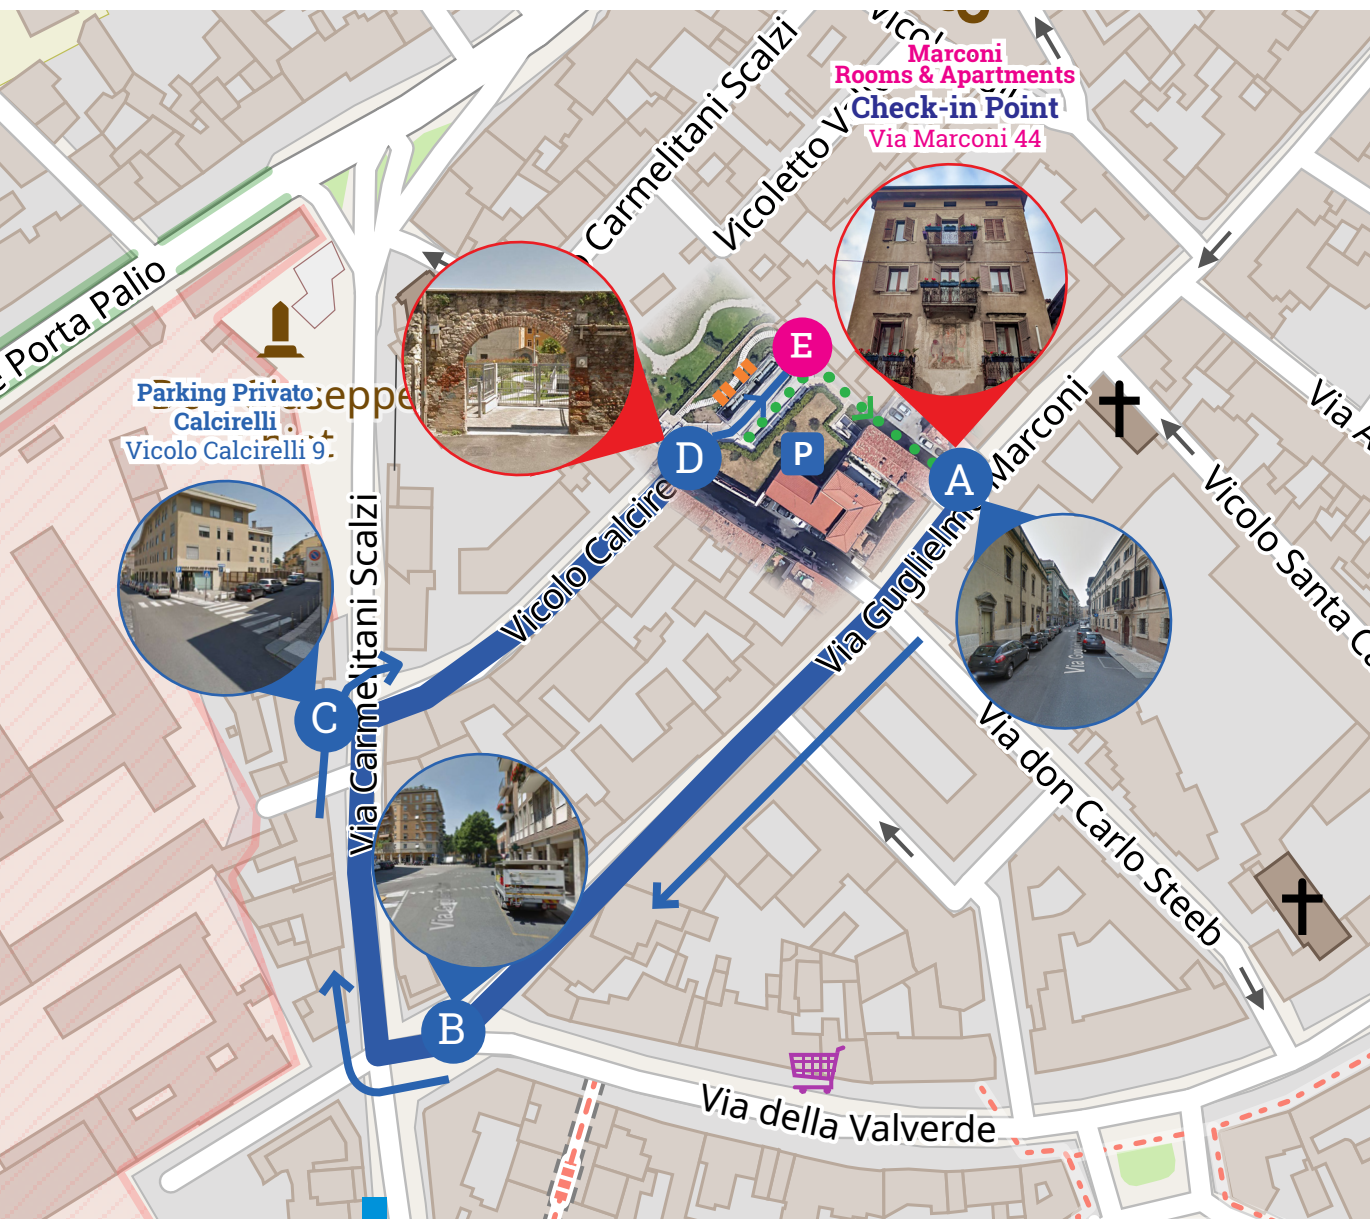 Marconi
Rooms & Apartments
Check-in Point
Via Marconi 44
Carmelitani Scalzi
Vicoletto V
Porta Palio
Parking Privato
Calcirelli
Vicolo Calcirelli 9
Giuseppe
E
D
P
A
C
B
Via Carmelitani Scalzi
Vicolo Calcire
Via Guglielmo Marconi
Vicolo Santa C
Via A
Via don Carlo Steeb
Via della Valverde